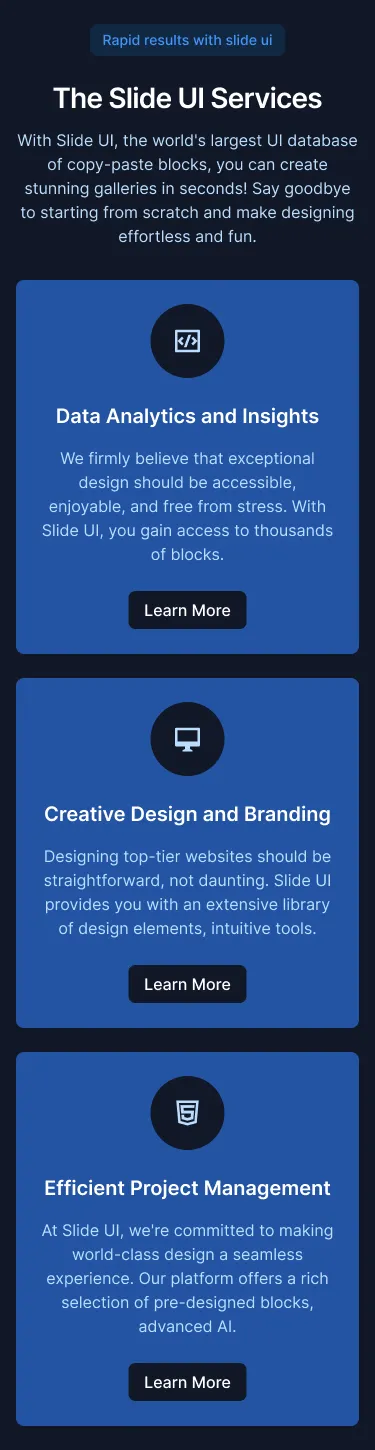 Rapid results with slide ui
The Slide UI Services
With Slide UI, the world's largest UI database
of copy-paste blocks, you can create
stunning galleries in seconds! Say goodbye
to starting from scratch and make designing
effortless and fun.
Data Analytics and Insights
We firmly believe that exceptional
design should be accessible,
enjoyable, and free from stress. With
Slide UI, you gain access to thousands
of blocks.
Learn More
Creative Design and Branding
Designing top-tier websites should be
straightforward, not daunting. Slide UI
provides you with an extensive library
of design elements, intuitive tools.
Learn More
Efficient Project Management
At Slide UI, we're committed to making
world-class design a seamless
experience. Our platform offers a rich
selection of pre-designed blocks,
advanced AI.
Learn More